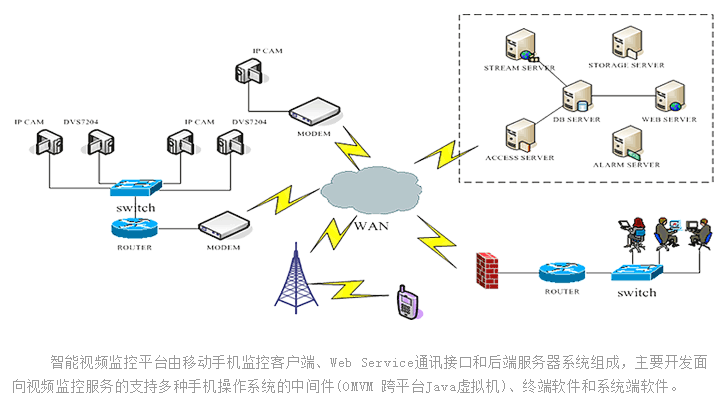 IP CAM
STREAM SERVER
STORAGE SERVER
MODEM
IP CAM
DVS7204
IP CAM
DVS7204
DB SERVER
WEB SERVER
ACCESS SERVER
ALARM SERVER
switch
WAN
ROUTER
MODEM
ROUTER
switch
智能视频监控平台由移动手机监控客户端、Web Service通讯接口和后端服务器系统组成，主要开发面
向视频监控服务的支持多种手机操作系统的中间件(OMVM 跨平台Java虚拟机)、终端软件和系统端软件。